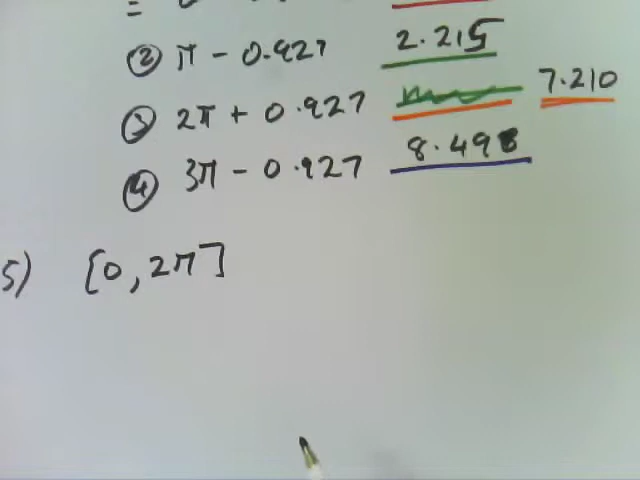 =
② π - 0.927 2.215
③ 2π + 0.927 7.210
④ 3π - 0.927 8.498
5) [0, 2π]